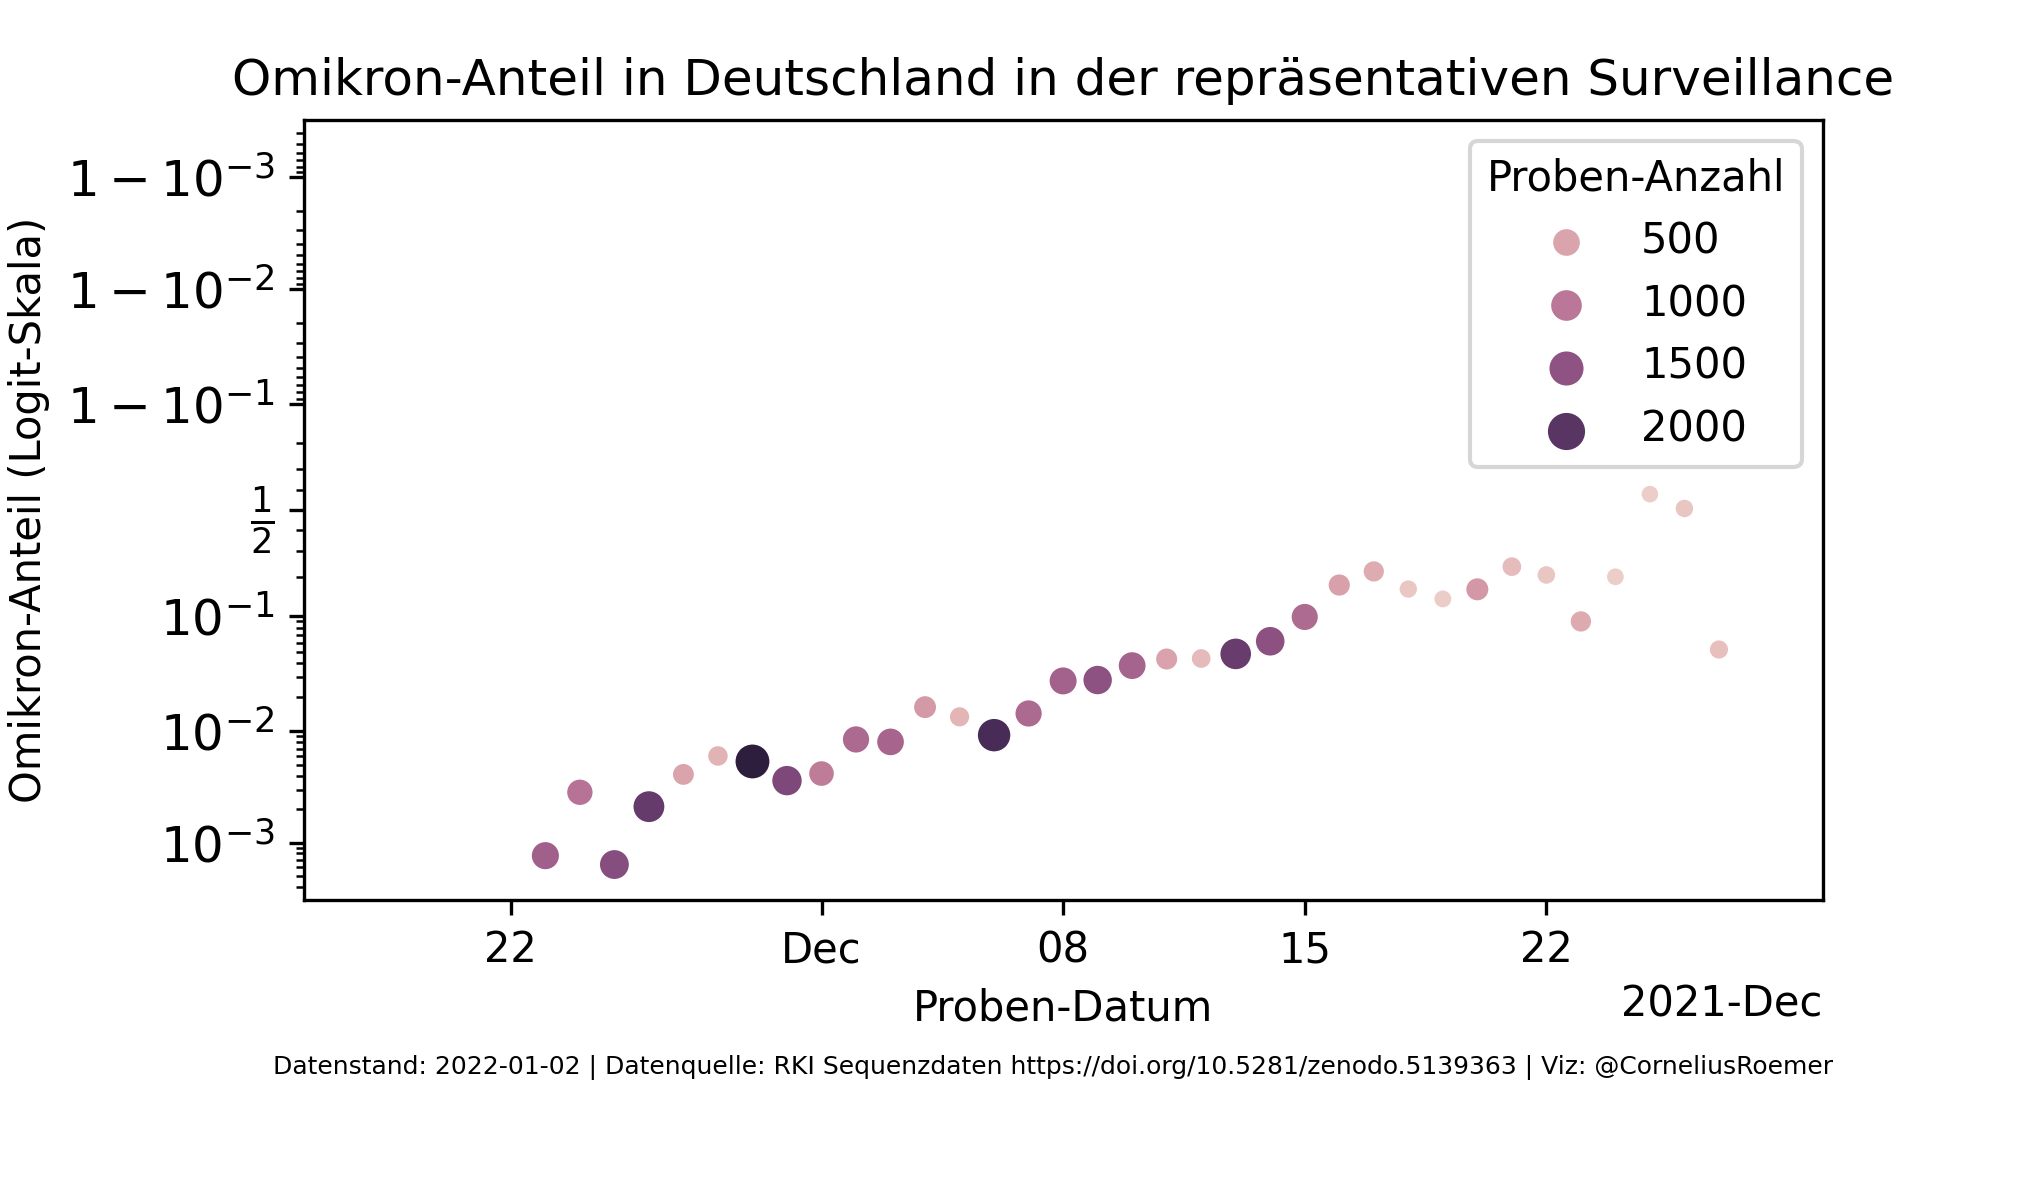 Omikron-Anteil in Deutschland in der repräsentativen Surveillance
Omikron-Anteil (Logit-Skala)
1 − 10⁻³
1 − 10⁻²
1 − 10⁻¹
1/2
10⁻¹
10⁻²
10⁻³
Proben-Anzahl
500
1000
1500
2000
22 Dec 08 15 22
Proben-Datum
2021-Dec
Datenstand: 2022-01-02 | Datenquelle: RKI Sequenzdaten https://doi.org/10.5281/zenodo.5139363 | Viz: @CorneliusRoemer